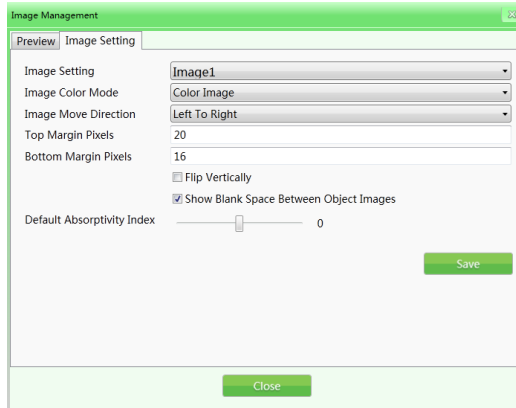 Image Management
Preview Image Setting
Image Setting Image1
Image Color Mode Color Image
Image Move Direction Left To Right
Top Margin Pixels 20
Bottom Margin Pixels 16
Flip Vertically
Show Blank Space Between Object Images
Default Absorptivity Index 0
Save
Close